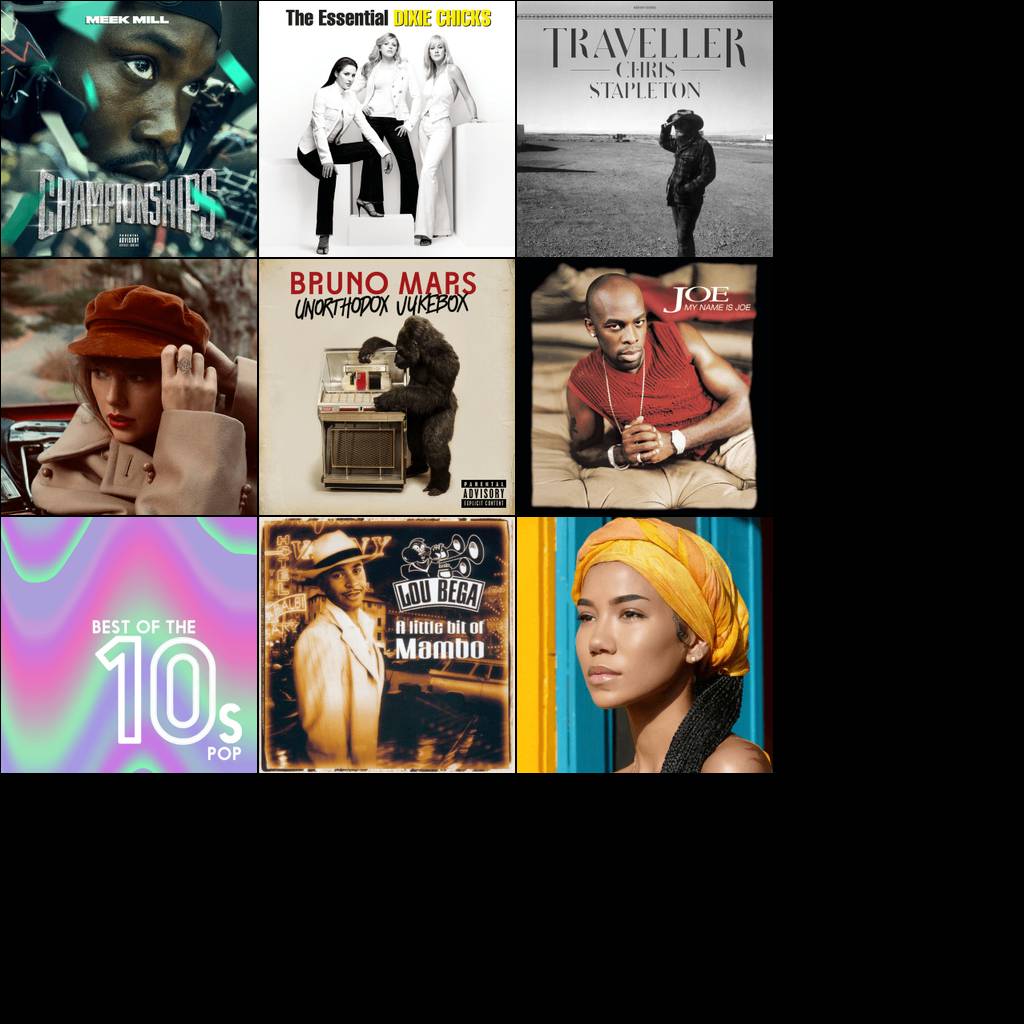 MEEK MILL
CHAMPIONSHIPS
PARENTAL
ADVISORY
EXPLICIT CONTENT
The Essential DIXIE CHICKS
TRAVELLER
CHRIS
STAPLETON
BRUNO MARS
UNORTHODOX JUKEBOX
PARENTAL
ADVISORY
EXPLICIT CONTENT
JOE
MY NAME IS JOE
BEST OF THE
10s
POP
LOU BEGA
A little bit of
Mambo